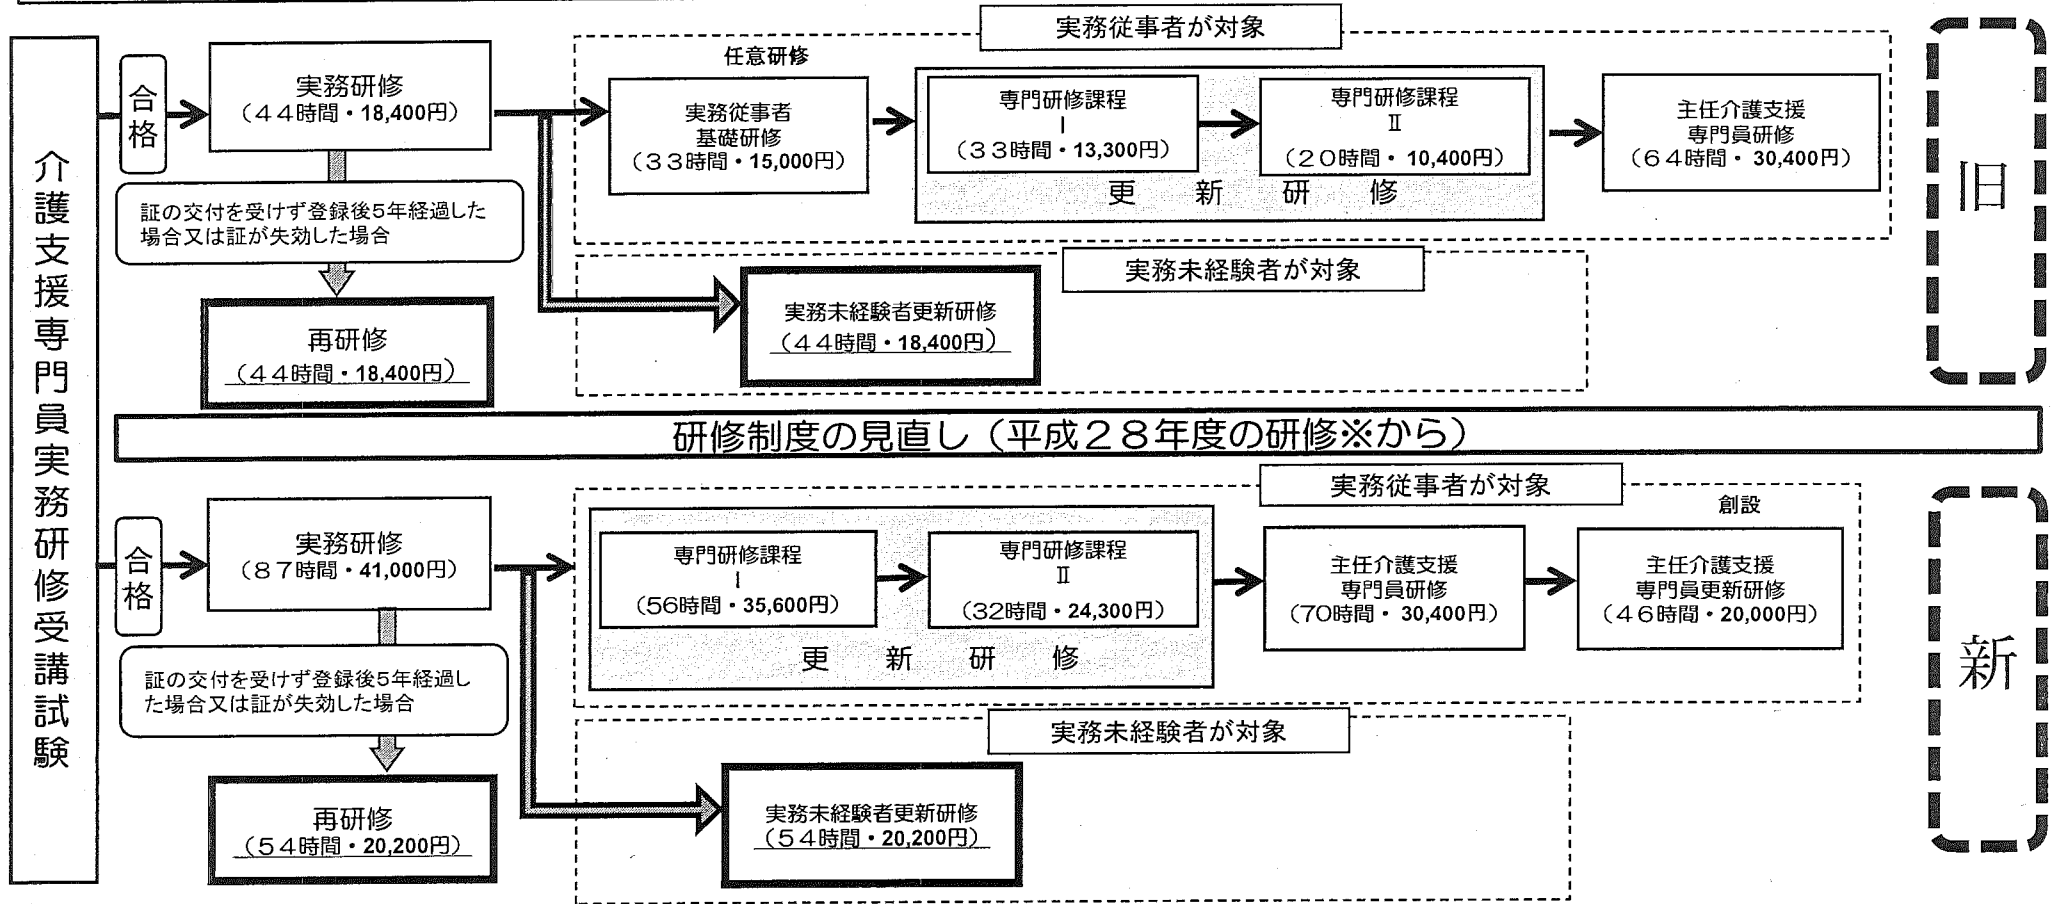 介護支援専門員実務研修受講試験
合格
実務研修
（４４時間・18,400円）
証の交付を受けず登録後5年経過した
場合又は証が失効した場合
再研修
（４４時間・18,400円）
実務従事者が対象
任意研修
実務従事者
基礎研修
（３３時間・15,000円）
専門研修課程
Ⅰ
（３３時間・13,300円）
専門研修課程
Ⅱ
（２０時間・ 10,400円）
更 新 研 修
主任介護支援
専門員研修
（６４時間・ 30,400円）
実務未経験者が対象
実務未経験者更新研修
（４４時間・18,400円）
旧
研修制度の見直し（平成２８年度の研修※から）
合格
実務研修
（８７時間・41,000円）
証の交付を受けず登録後5年経過し
た場合又は証が失効した場合
再研修
（５４時間・20,200円）
実務従事者が対象
専門研修課程
Ⅰ
（56時間・35,600円）
専門研修課程
Ⅱ
（３２時間・24,300円）
更 新 研 修
主任介護支援
専門員研修
（70時間・ 30,400円）
創設
主任介護支援
専門員更新研修
（４６時間・20,000円）
実務未経験者が対象
実務未経験者更新研修
（５４時間・20,200円）
新